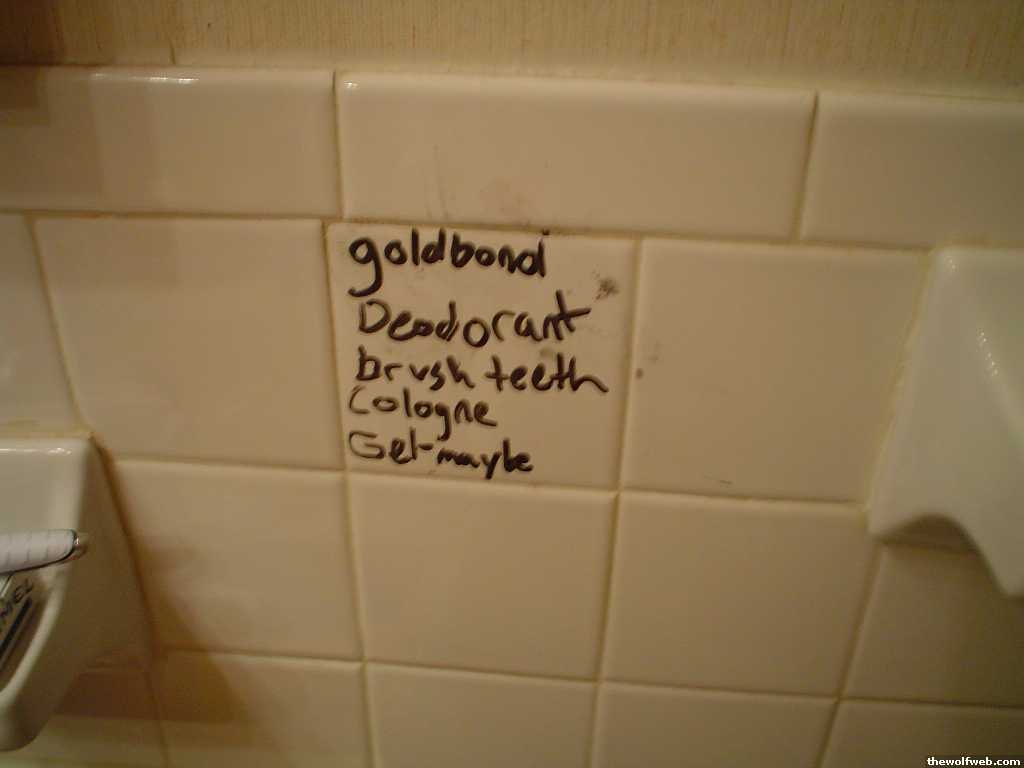 goldbond
Deodorant
brush teeth
Cologne
Gel-maybe
thewolfweb.com